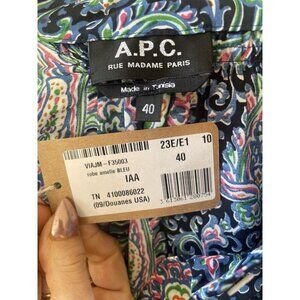 A.P.C.
RUE MADAME PARIS
Made in Tunisia
40
23E/E1 10
VIAJM-F35003
40
robe amelie BLEU
IAA
TN 4100086022
(09/Douanes USA)